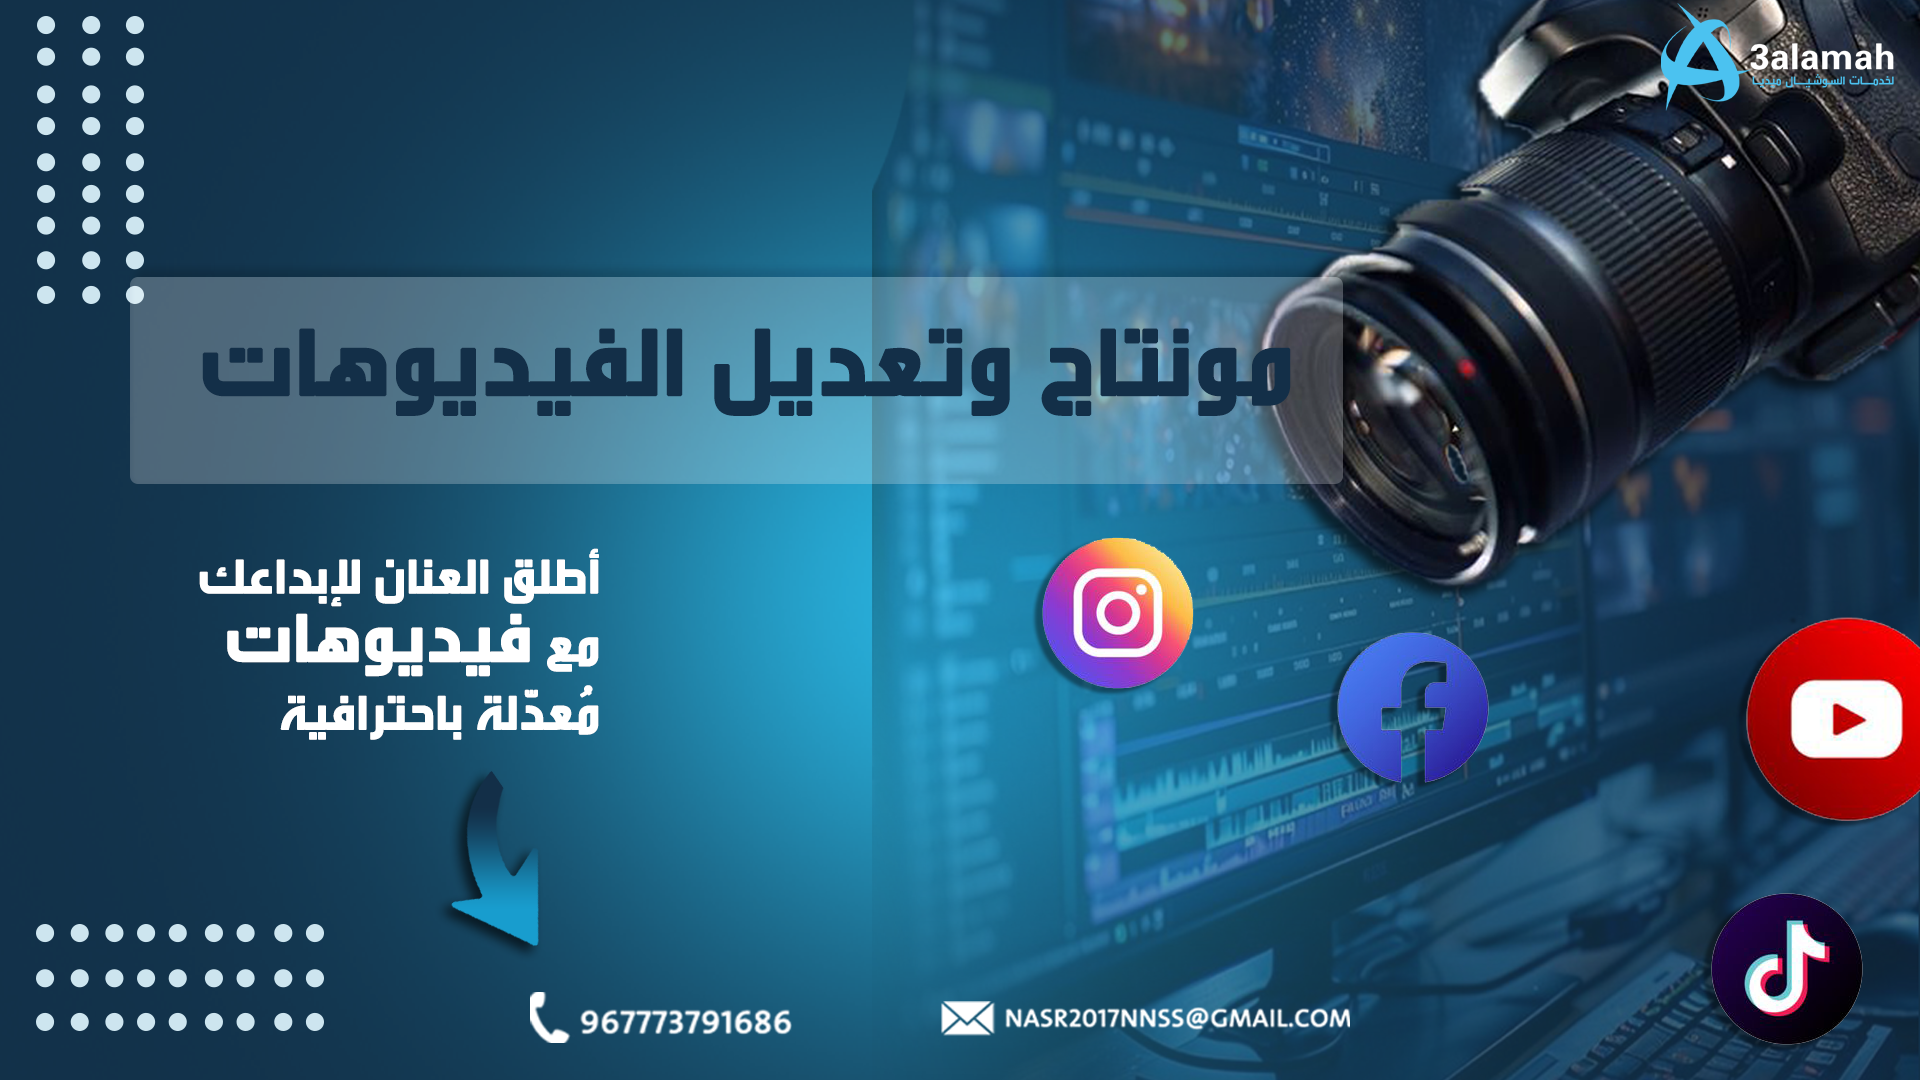 3alamah
لخدمات السوشيال ميديا
مونتاج وتعديل الفيديوهات
أطلق العنان لإبداعك
مع فيديوهات
مُعدّلة باحترافية
967773791686
NASR2017NNSS@GMAIL.COM